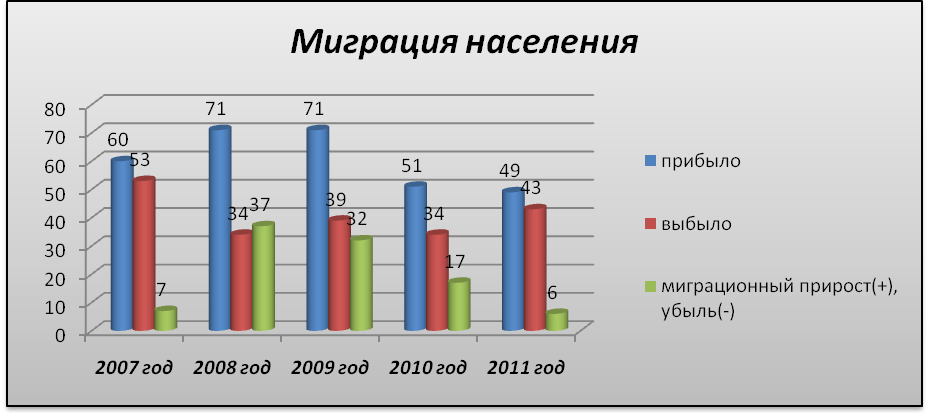 Миграция населения
80
70
60
50
40
30
20
10
0
60
53
7
71
34
37
71
39
32
51
34
17
49
43
6
2007 год
2008 год
2009 год
2010 год
2011 год
прибыло
выбыло
миграционный прирост(+),
убыль(-)